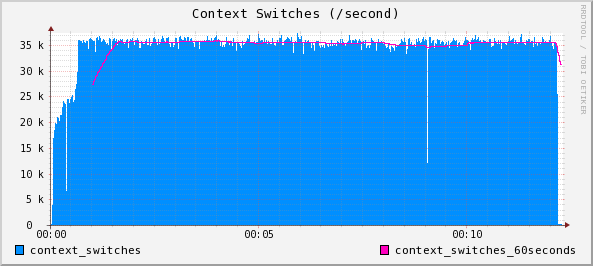 Context Switches (/second)
RRDTOOL / TOBI OETIKER
35 k
30 k
25 k
20 k
15 k
10 k
5 k
0
00:00 00:05 00:10
context_switches context_switches_60seconds